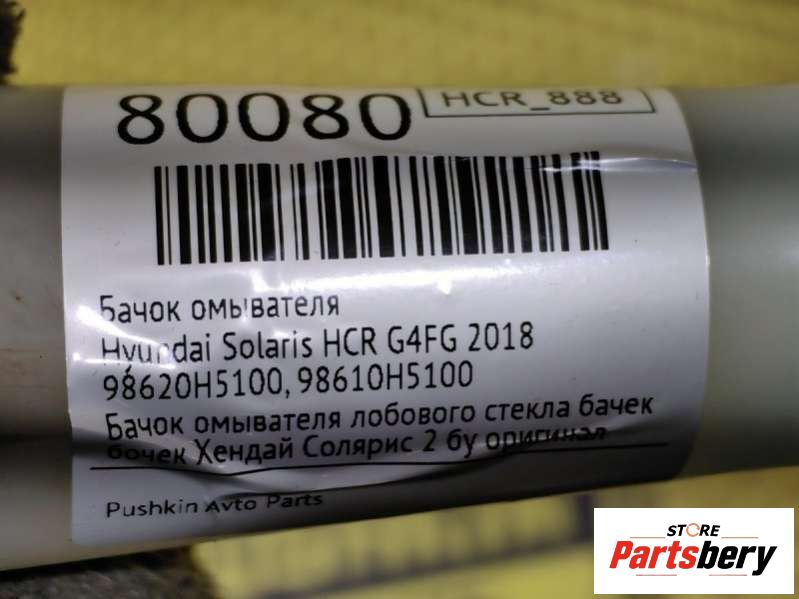 80080
HCR_888
Бачок омывателя
Hyundai Solaris HCR G4FG 2018
98620H5100, 98610H5100
Бачок омывателя лобового стекла бачек
бочек Хендай Солярис 2 бу оригинал
Pushkin Avto Parts
STORE
Partsbery